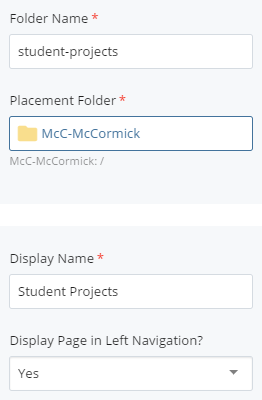 Folder Name *
student-projects
Placement Folder *
McC-McCormick
McC-McCormick: /
Display Name *
Student Projects
Display Page in Left Navigation?
Yes